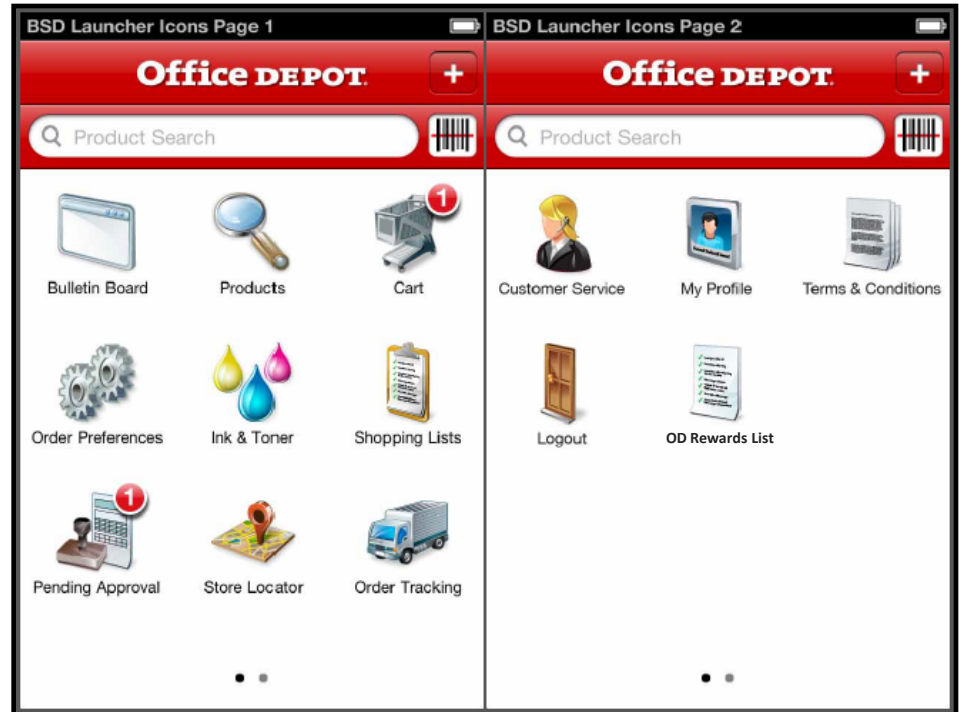 BSD Launcher Icons Page 1
Office DEPOT.
+
Product Search
1
Bulletin Board
Products
Cart
Order Preferences
Ink & Toner
Shopping Lists
1
Pending Approval
Store Locator
Order Tracking
BSD Launcher Icons Page 2
Office DEPOT.
+
Product Search
Customer Service
My Profile
Terms & Conditions
Logout
OD Rewards List